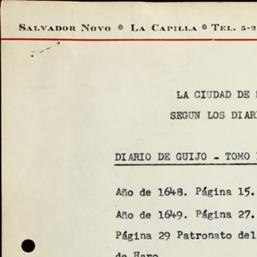 SALVADOR NOVO * LA CAPILLA * TEL. 5-2
LA CIUDAD DE
SEGUN LOS DIAR
DIARIO DE GUIJO - TOMO
Año de 1648. Página 15.
Año de 1649. Página 27.
Página 29 Patronato del
de Haro